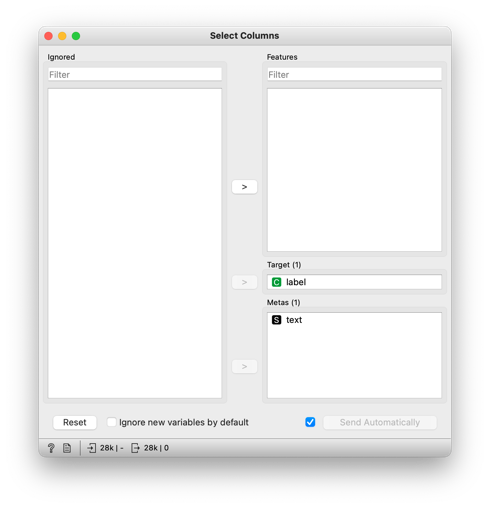 Select Columns
Ignored
Filter
Features
Filter
>
Target (1)
>
C label
Metas (1)
S text
>
Reset
Ignore new variables by default
Send Automatically
? 28k | - 28k | 0